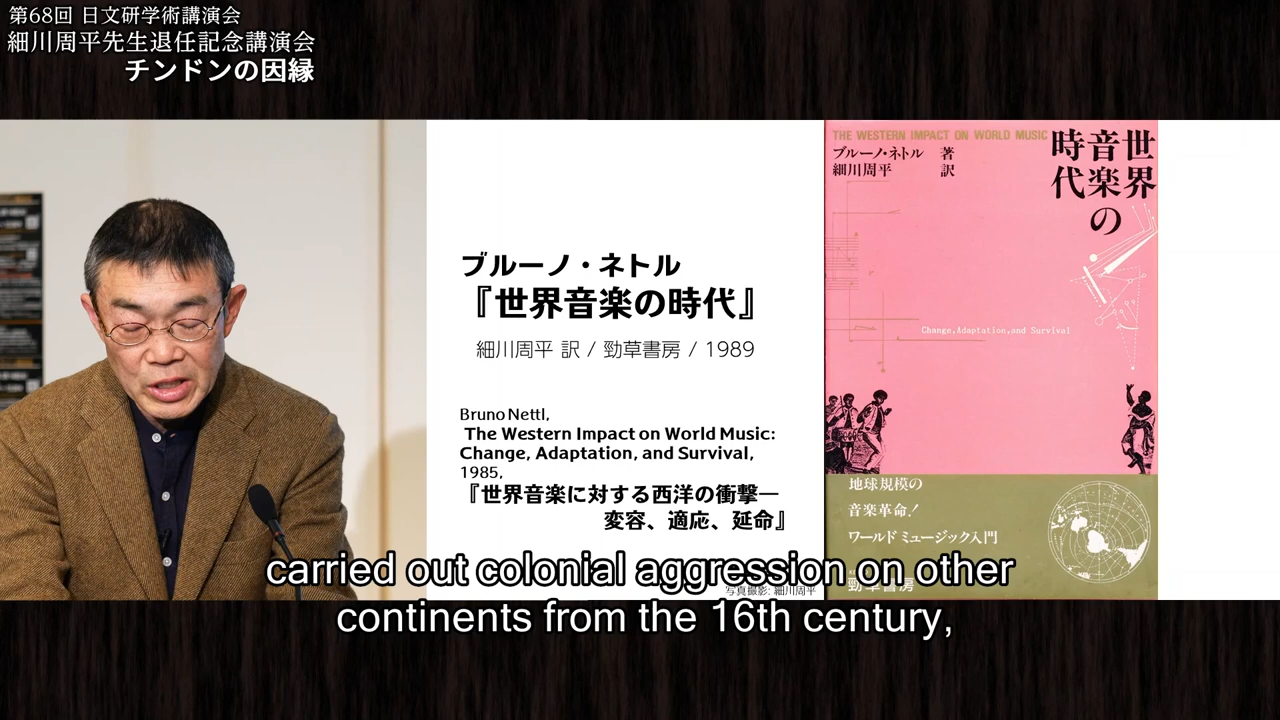 第68回 日文研学術講演会
細川周平先生退任記念講演会
チンドンの因縁
ブルーノ・ネトル
『世界音楽の時代』
細川周平 訳 / 勁草書房 / 1989
Bruno Nettl,
The Western Impact on World Music:
Change, Adaptation, and Survival,
1985,
『世界音楽に対する西洋の衝撃―
変容、適応、延命』
写真撮影: 細川周平
THE WESTERN IMPACT ON WORLD MUSIC
世界
音楽の
時代
ブルーノ・ネトル 著
細川周平 訳
Change, Adaptation, and Survival
地球規模の
音楽革命!
ワールド ミュージック入門
勁草書房
carried out colonial aggression on other
continents from the 16th century,